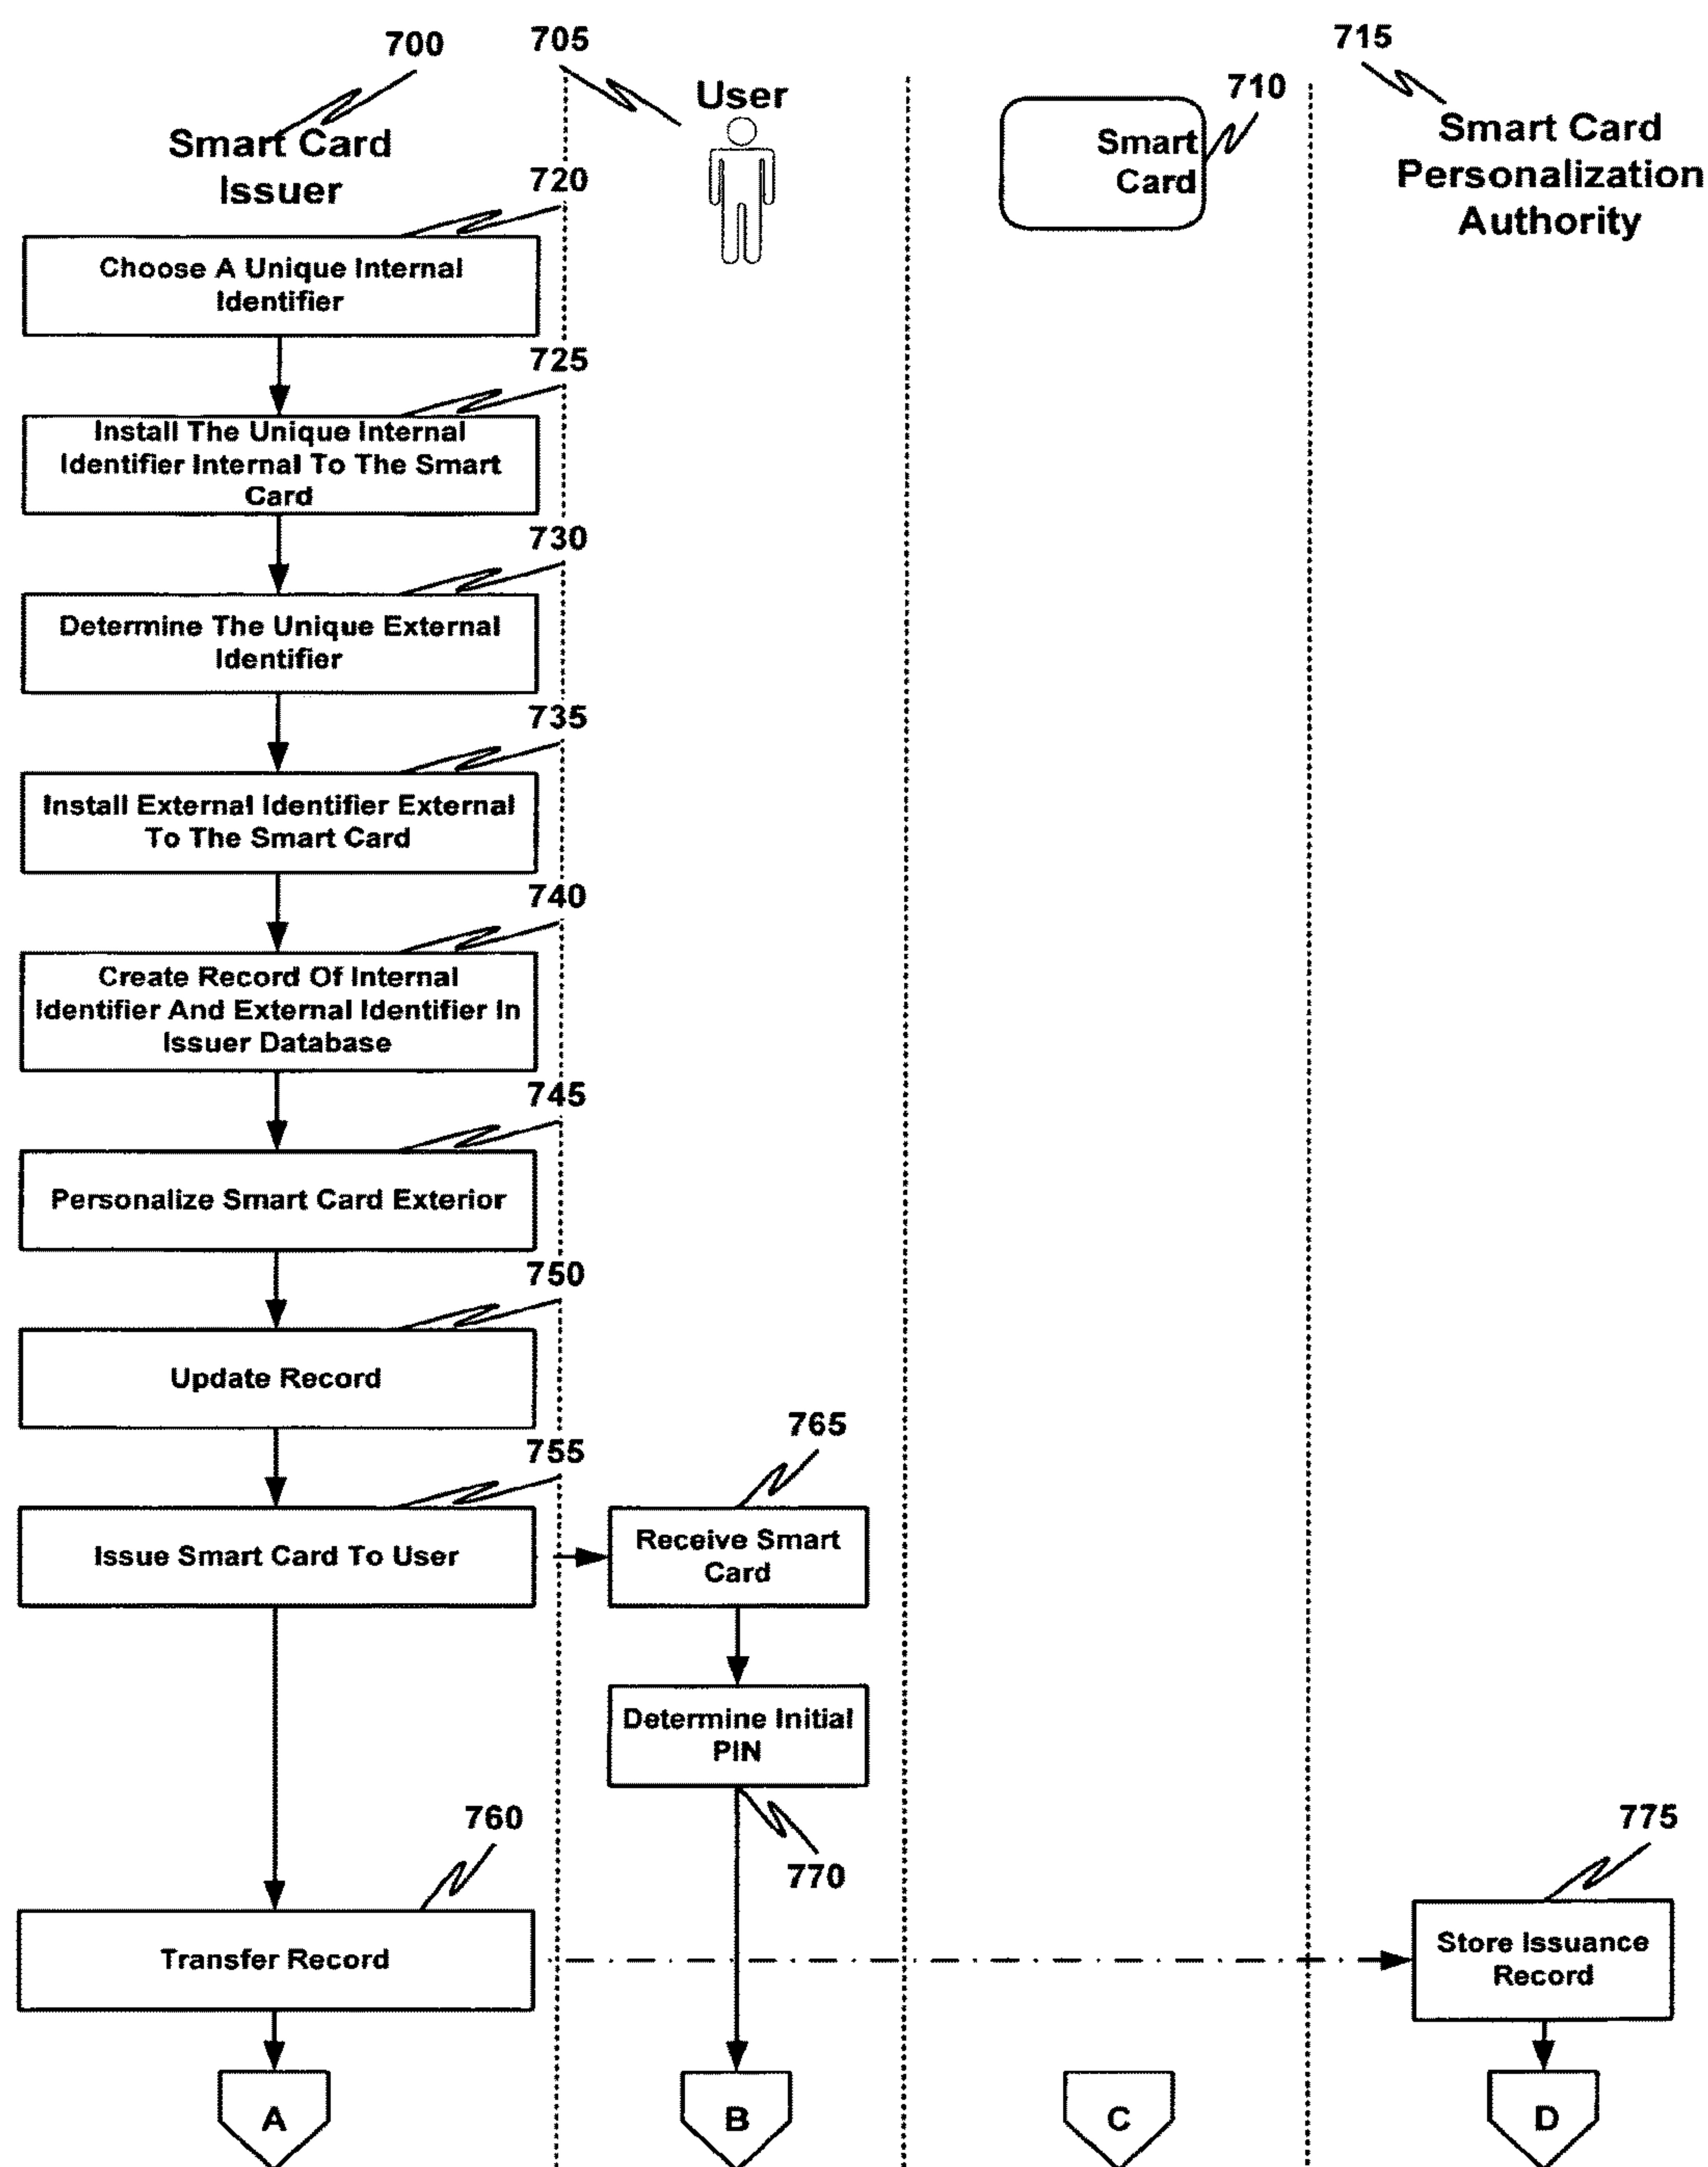 700
705
715
User
710
Smart Card
Issuer
Smart
Card
Smart Card
Personalization
Authority
720
Choose A Unique Internal
Identifier
725
Install The Unique Internal
Identifier Internal To The Smart
Card
730
Determine The Unique External
Identifier
735
Install External Identifier External
To The Smart Card
740
Create Record Of Internal
Identifier And External Identifier In
Issuer Database
745
Personalize Smart Card Exterior
750
Update Record
755
765
Issue Smart Card To User
Receive Smart
Card
Determine Initial
PIN
760
770
775
Transfer Record
Store Issuance
Record
A
B
C
D